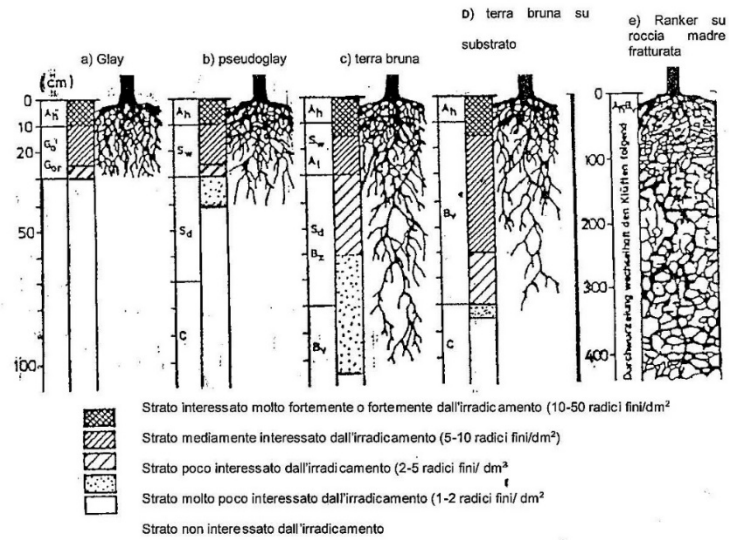 D) terra bruna su
substrato
e) Ranker su
roccia madre
fratturata
a) Glay
b) pseudoglay
c) terra bruna
(cm)
0
10
20
50
100
Ah
Go
Gor
Ah
Sw
Sd
C
Ah
Sw
Al
Sd
Bv
Ah
Bv
C
0
100
200
300
400
Durchwurzelung wechselhaft den Klüften folgend
Strato interessato molto fortemente o fortemente dall'irradicamento (10-50 radici fini/dm²
Strato mediamente interessato dall'irradicamento (5-10 radici fini/dm²)
Strato poco interessato dall'irradicamento (2-5 radici fini/ dm²
Strato molto poco interessato dall'irradicamento (1-2 radici fini/ dm²
Strato non interessato dall'irradicamento